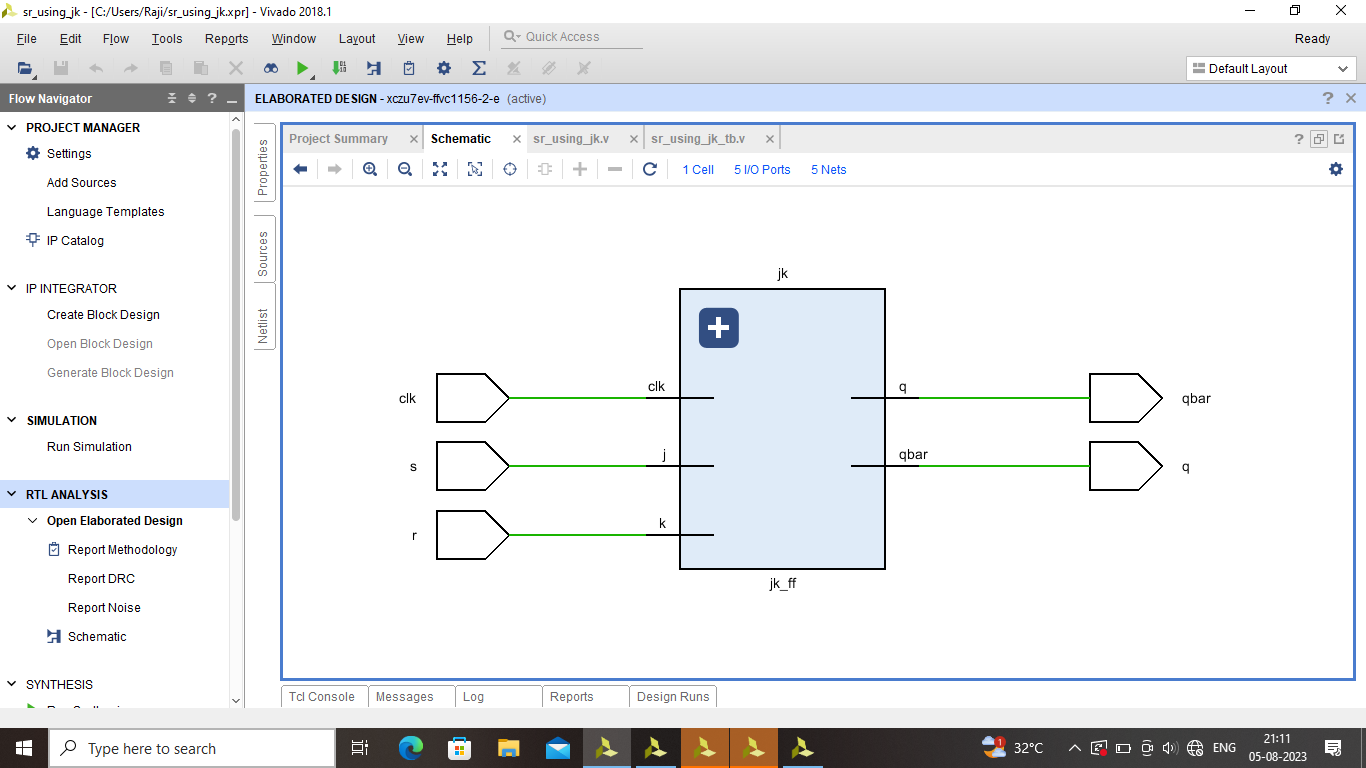 sr_using_jk - [C:/Users/Raji/sr_using_jk.xpr] - Vivado 2018.1
File Edit Flow Tools Reports Window Layout View Help Quick Access Ready
Default Layout
Flow Navigator
ELABORATED DESIGN - xczu7ev-ffvc1156-2-e (active)
PROJECT MANAGER
Settings
Add Sources
Language Templates
IP Catalog
IP INTEGRATOR
Create Block Design
Open Block Design
Generate Block Design
SIMULATION
Run Simulation
RTL ANALYSIS
Open Elaborated Design
Report Methodology
Report DRC
Report Noise
Schematic
SYNTHESIS
Properties
Sources
Netlist
Project Summary Schematic sr_using_jk.v sr_using_jk_tb.v
1 Cell 5 I/O Ports 5 Nets
jk
clk clk q qbar
s j qbar q
r k
jk_ff
Tcl Console Messages Log Reports Design Runs
Type here to search
1 32°C ENG 21:11
05-08-2023